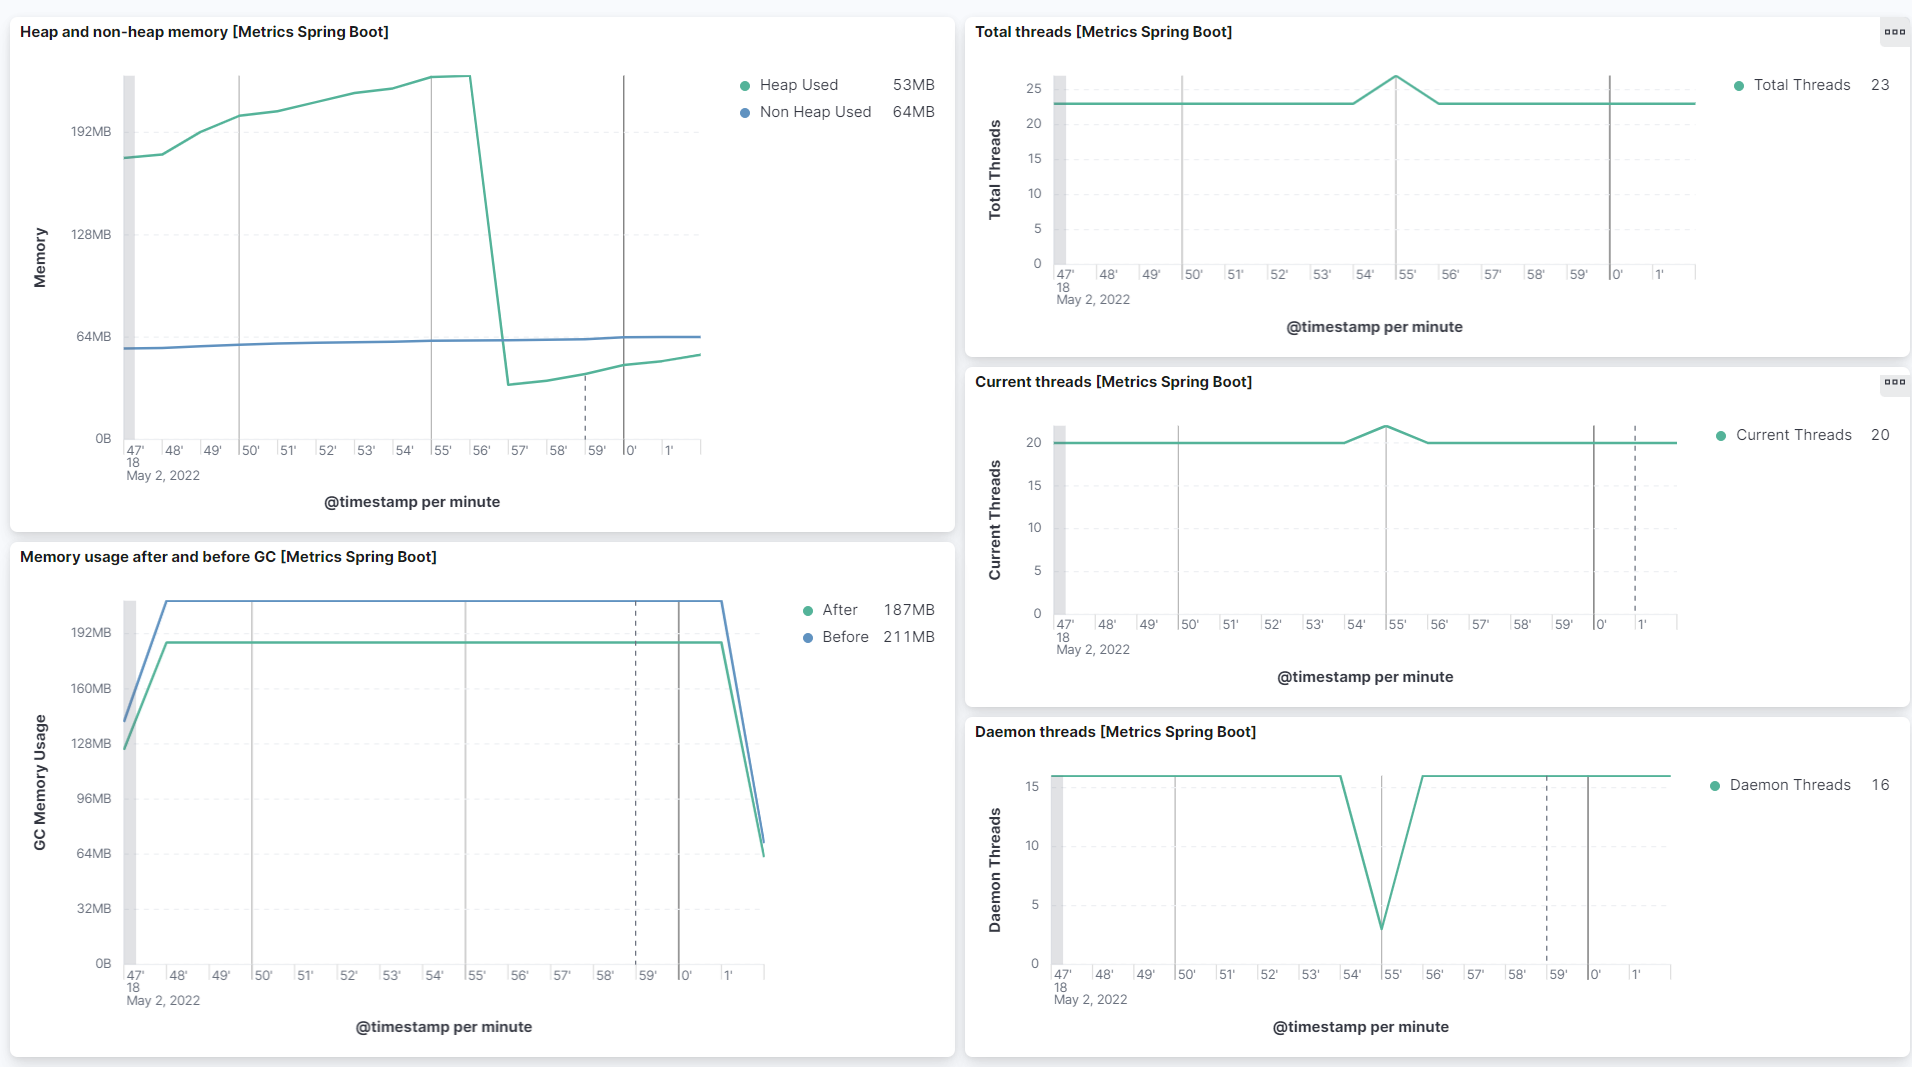 Heap and non-heap memory [Metrics Spring Boot]
Memory
192MB
128MB
64MB
0B
47' 48' 49' 50' 51' 52' 53' 54' 55' 56' 57' 58' 59' 0' 1'
18
May 2, 2022
@timestamp per minute
Heap Used 53MB
Non Heap Used 64MB
Memory usage after and before GC [Metrics Spring Boot]
GC Memory Usage
192MB
160MB
128MB
96MB
64MB
32MB
0B
47' 48' 49' 50' 51' 52' 53' 54' 55' 56' 57' 58' 59' 0' 1'
18
May 2, 2022
@timestamp per minute
After 187MB
Before 211MB
Total threads [Metrics Spring Boot]
Total Threads
25
20
15
10
5
0
47' 48' 49' 50' 51' 52' 53' 54' 55' 56' 57' 58' 59' 0' 1'
18
May 2, 2022
@timestamp per minute
Total Threads 23
Current threads [Metrics Spring Boot]
Current Threads
20
15
10
5
0
47' 48' 49' 50' 51' 52' 53' 54' 55' 56' 57' 58' 59' 0' 1'
18
May 2, 2022
@timestamp per minute
Current Threads 20
Daemon threads [Metrics Spring Boot]
Daemon Threads
15
10
5
0
47' 48' 49' 50' 51' 52' 53' 54' 55' 56' 57' 58' 59' 0' 1'
18
May 2, 2022
@timestamp per minute
Daemon Threads 16